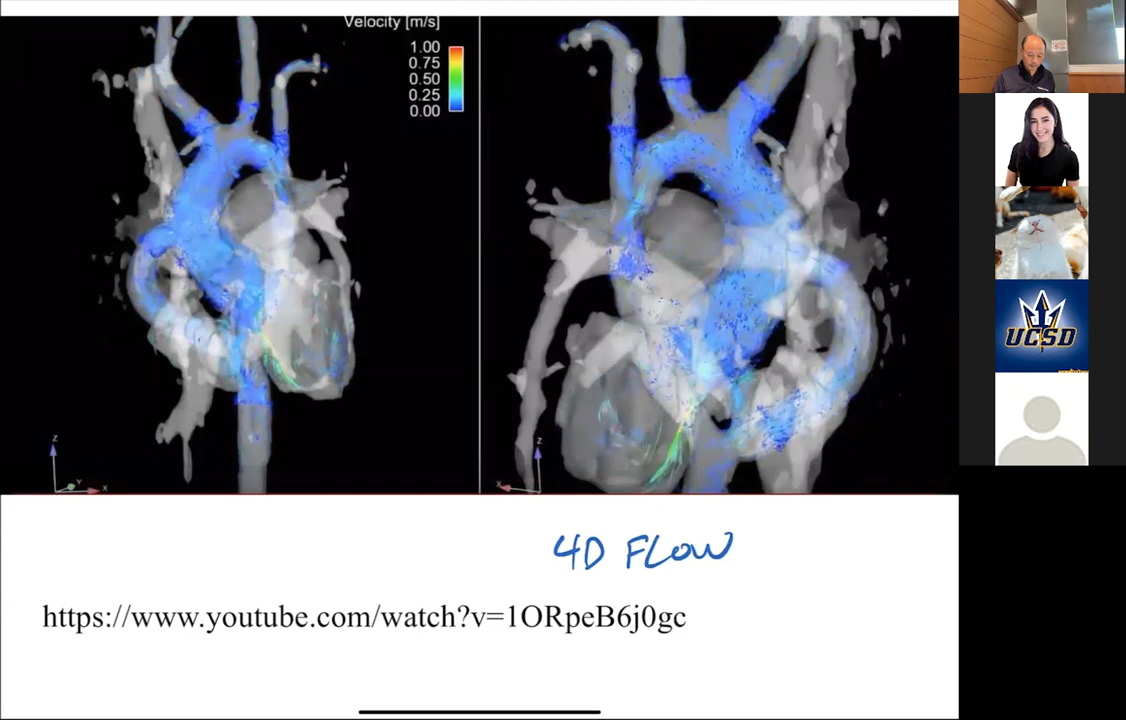 Velocity [m/s]
1.00
0.75
0.50
0.25
0.00
z
Y
x
z
x
UCSD
4D FLOW
https://www.youtube.com/watch?v=1ORpeB6j0gc